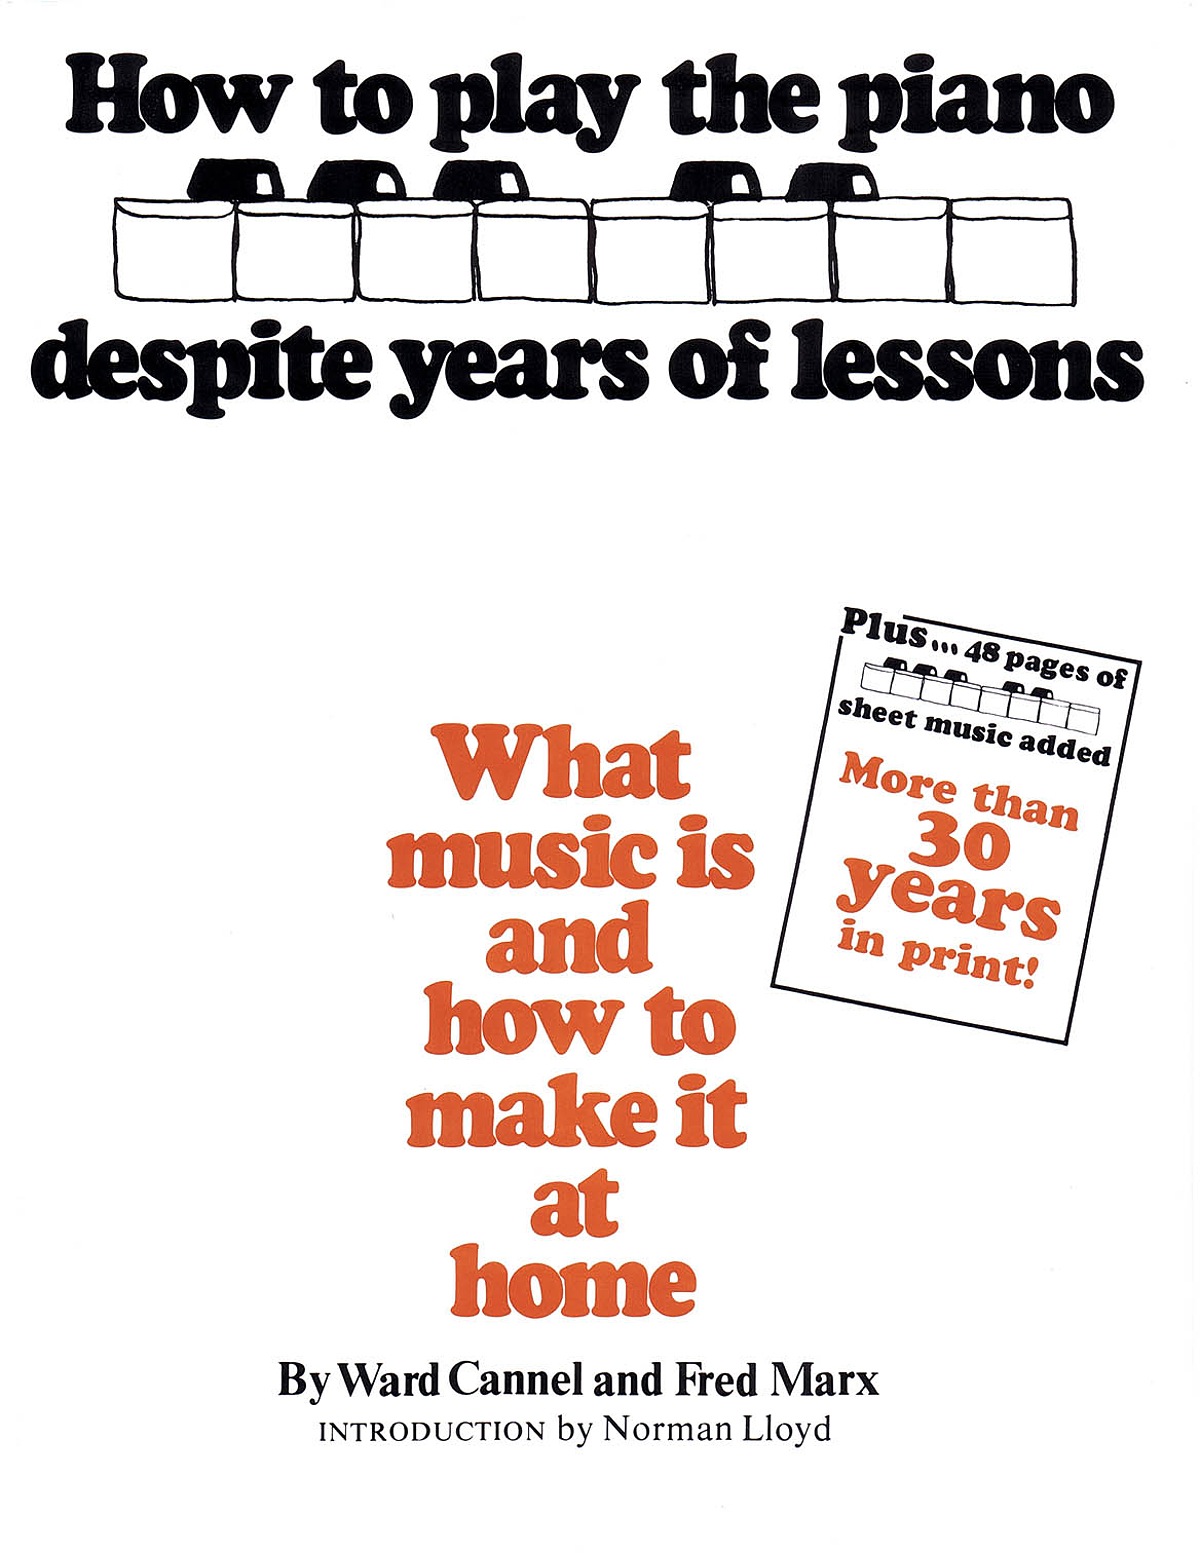 How to play the piano
despite years of lessons
Plus... 48 pages of
sheet music added
More than
30
years
in print!
What
music is
and
how to
make it
at
home
By Ward Cannel and Fred Marx
INTRODUCTION by Norman Lloyd